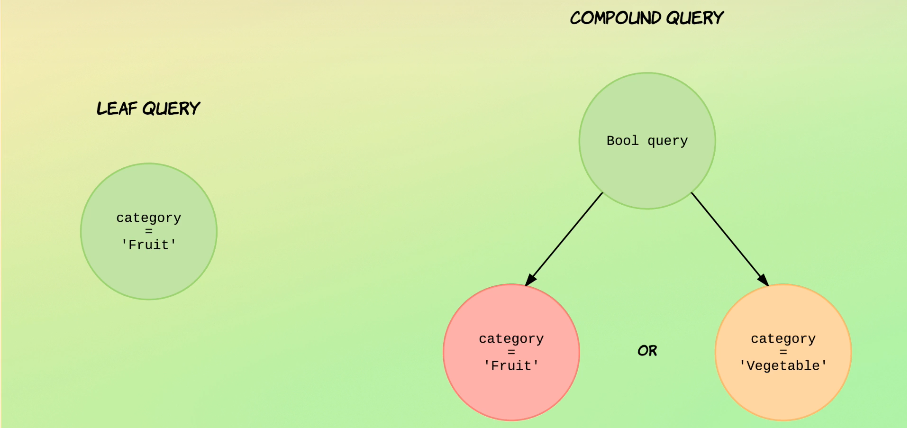 COMPOUND QUERY
LEAF QUERY
Bool query
category
=
'Fruit'
category
=
'Fruit'
OR
category
=
'Vegetable'